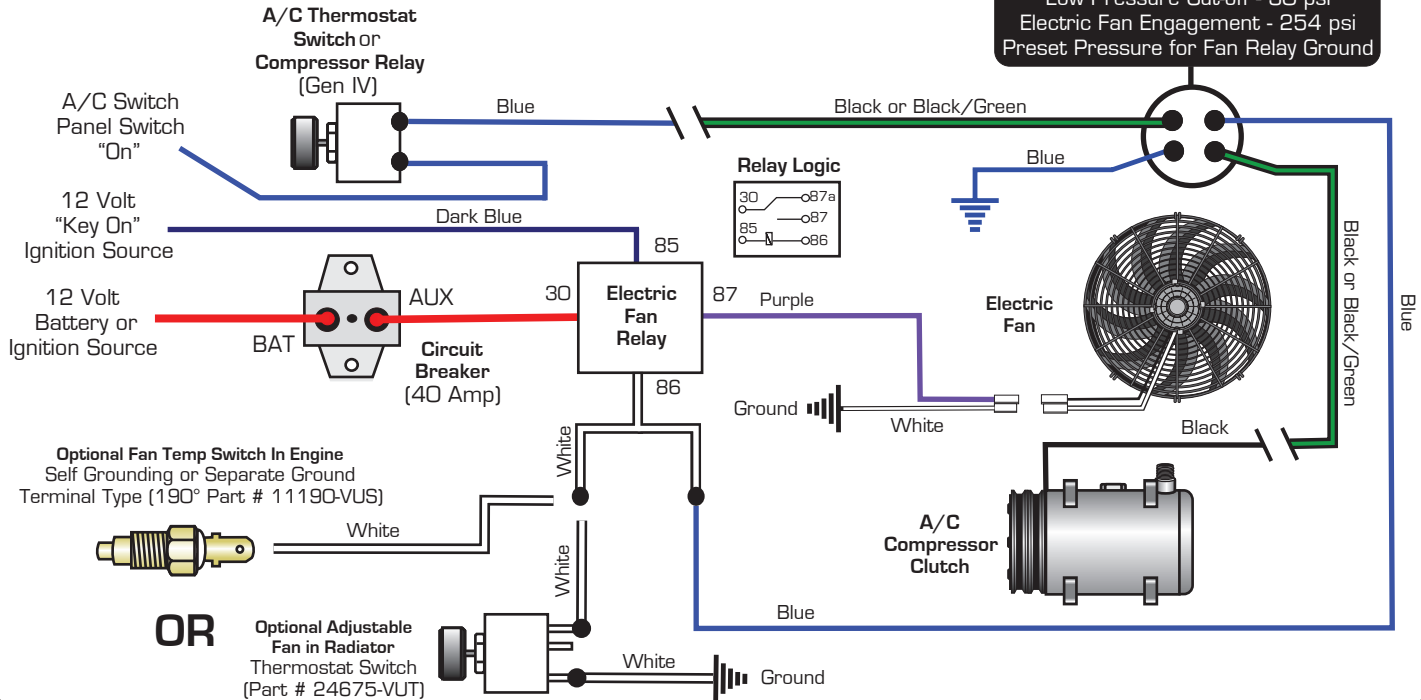 A/C Thermostat
Switch or
Compressor Relay
(Gen IV)
Electric Fan Engagement - 254 psi
Preset Pressure for Fan Relay Ground
A/C Switch
Panel Switch
“On”
Blue
Black or Black/Green
Blue
Relay Logic
30
87a
87
85
86
12 Volt
“Key On”
Ignition Source
Dark Blue
85
12 Volt
Battery or
Ignition Source
BAT
AUX
Circuit
Breaker
(40 Amp)
30
Electric
Fan
Relay
87
86
Purple
Electric
Fan
Black or Black/Green
Blue
Ground
White
Black
White
Optional Fan Temp Switch In Engine
Self Grounding or Separate Ground
Terminal Type (190° Part # 11190-VUS)
White
A/C
Compressor
Clutch
White
OR
Optional Adjustable
Fan in Radiator
Thermostat Switch
(Part # 24675-VUT)
White
Ground
Blue